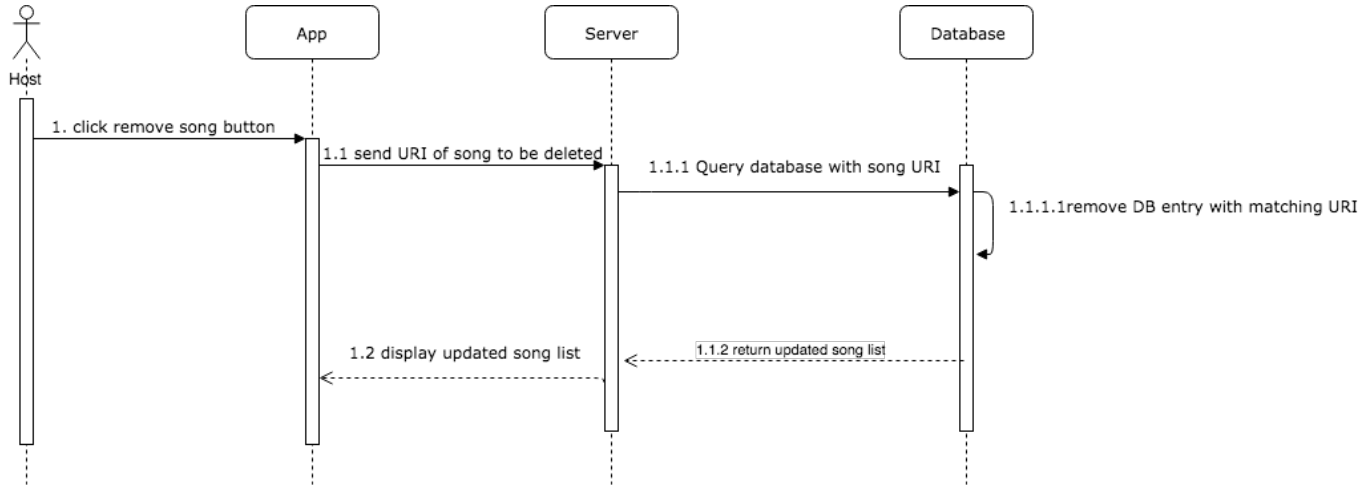 App
Server
Database
Host
1. click remove song button
1.1 send URI of song to be deleted
1.1.1 Query database with song URI
1.1.1.1remove DB entry with matching URI
1.1.2 return updated song list
1.2 display updated song list